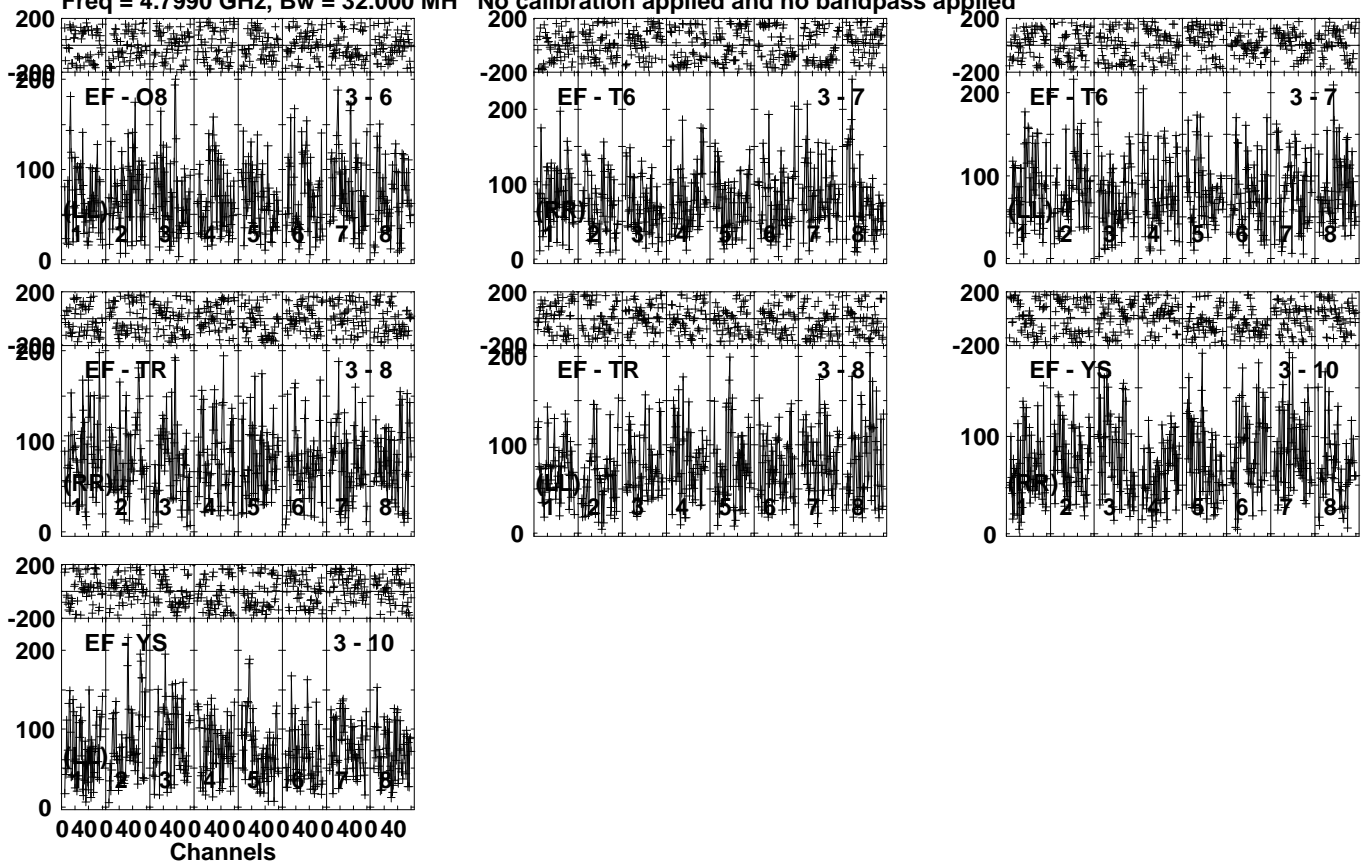 Freq = 4.7990 GHz, Bw = 32.000 MH No calibration applied and no bandpass applied
200
-200
200
EF - O8 3 - 6
100
(LL)
1 2 3 4 5 6 7 8
0
200
-200
200
EF - T6 3 - 7
100
(RR)
1 2 3 4 5 6 7 8
0
200
-200
200
EF - T6 3 - 7
100
(LL)
1 2 3 4 5 6 7 8
0
200
-200
200
EF - TR 3 - 8
100
(RR)
1 2 3 4 5 6 7 8
0
200
-200
200
EF - TR 3 - 8
100
(LL)
1 2 3 4 5 6 7 8
0
200
-200
EF - YS 3 - 10
100
(RR)
1 2 3 4 5 6 7 8
0
200
-200
200
EF - YS 3 - 10
100
(LL)
1 2 3 4 5 6 7 8
0
0 40 0 40 0 40 0 40 0 40 0 40 0 40 0 40
Channels